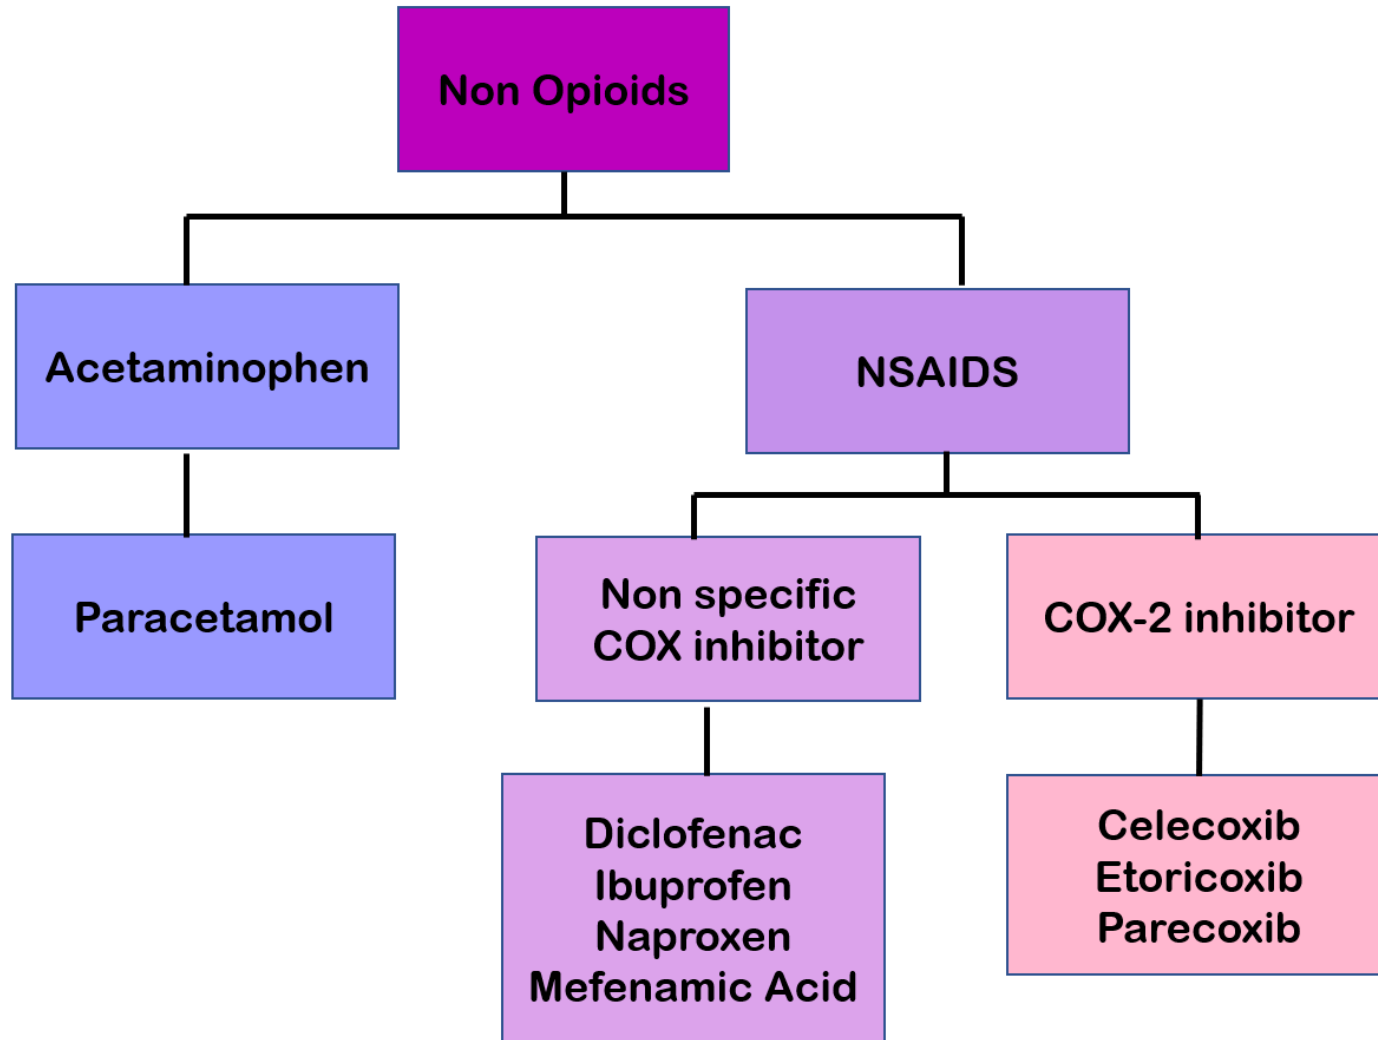 Non Opioids
Acetaminophen
NSAIDS
Paracetamol
Non specific
COX inhibitor
COX-2 inhibitor
Diclofenac
Ibuprofen
Naproxen
Mefenamic Acid
Celecoxib
Etoricoxib
Parecoxib